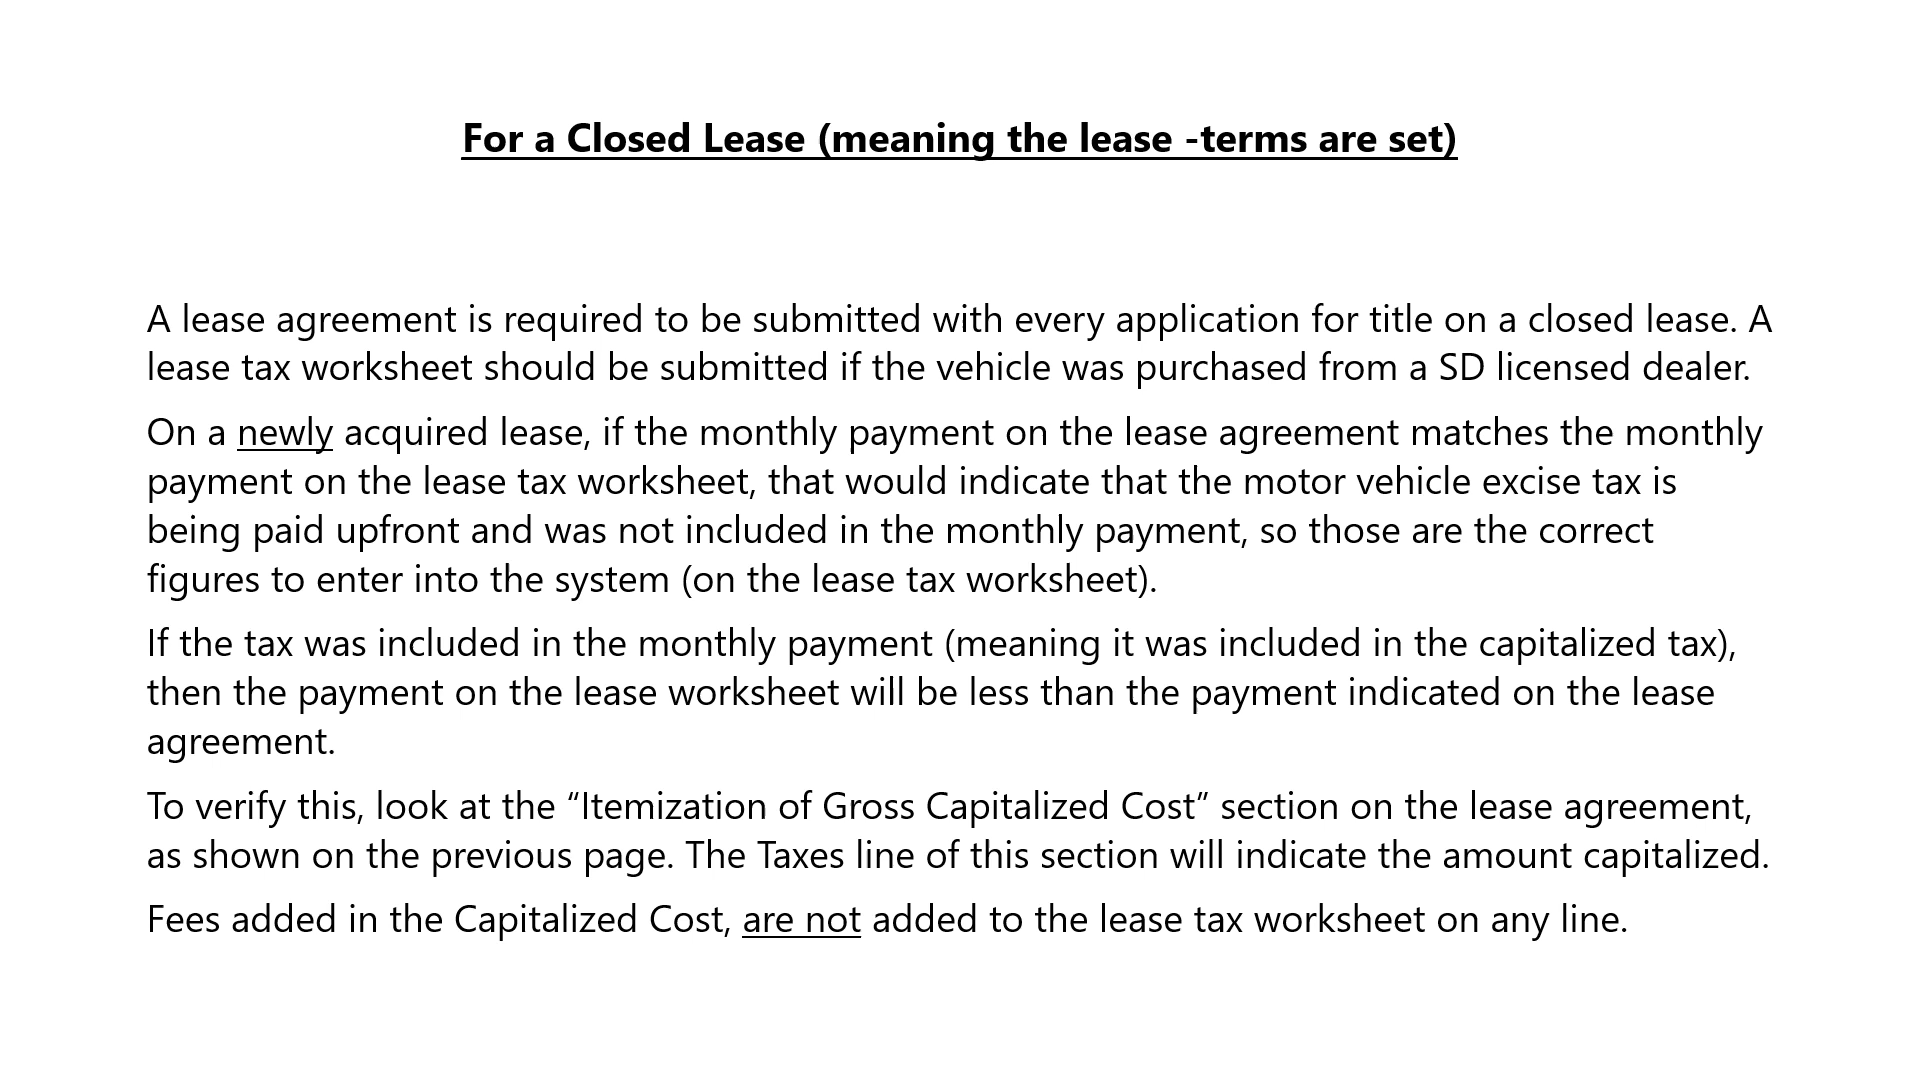 For a Closed Lease (meaning the lease -terms are set)
A lease agreement is required to be submitted with every application for title on a closed lease. A
lease tax worksheet should be submitted if the vehicle was purchased from a SD licensed dealer.
On a newly acquired lease, if the monthly payment on the lease agreement matches the monthly
payment on the lease tax worksheet, that would indicate that the motor vehicle excise tax is
being paid upfront and was not included in the monthly payment, so those are the correct
figures to enter into the system (on the lease tax worksheet).
If the tax was included in the monthly payment (meaning it was included in the capitalized tax),
then the payment on the lease worksheet will be less than the payment indicated on the lease
agreement.
To verify this, look at the “Itemization of Gross Capitalized Cost” section on the lease agreement,
as shown on the previous page. The Taxes line of this section will indicate the amount capitalized.
Fees added in the Capitalized Cost, are not added to the lease tax worksheet on any line.